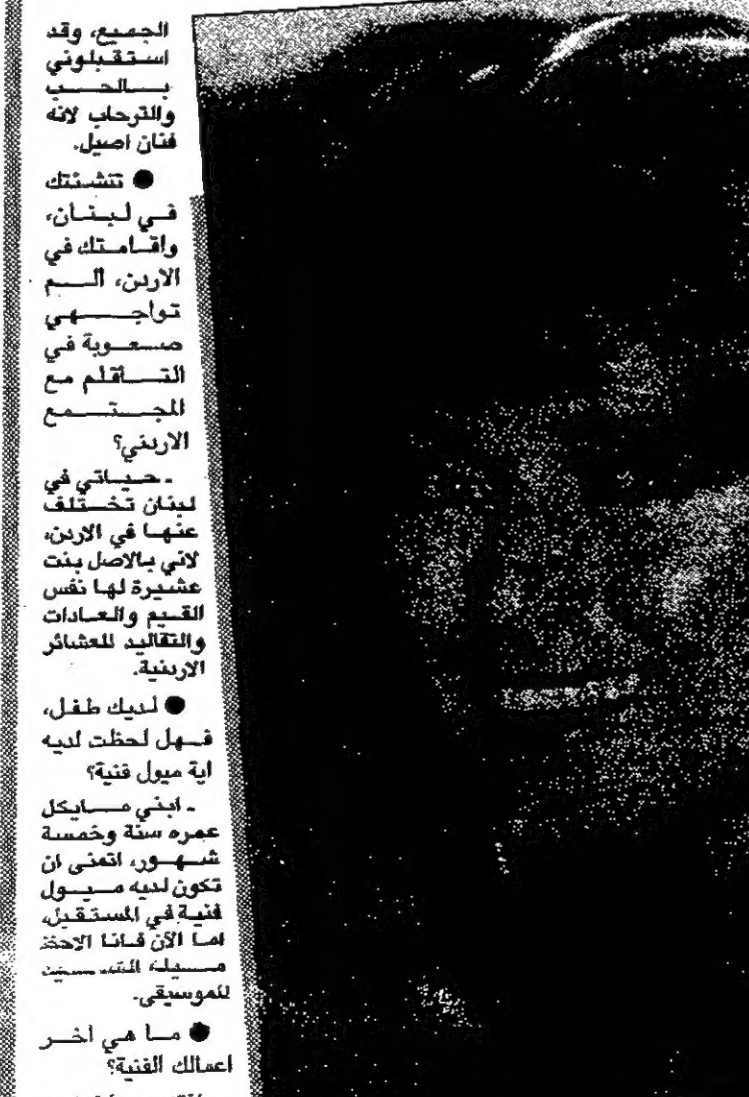 الجميع، وقد
استقبلوني
بالحب
والترحاب لانه
فنان اصيل.
● تنشئتك
في لبنان،
واقامتك في
الاردن، الم
تواجهي
صعوبة في
التأقلم مع
المجتمع
الاردني؟
- حياتي في
لبنان تختلف
عنها في الاردن،
لاني بالاصل بنت
عشيرة لها نفس
القيم والعادات
والتقاليد للعشائر
الاردنية.
● لديك طفل،
فهل لحظت لديه
اية ميول فنية؟
- ابني مايكل
عمره سنة وخمسة
شهور، اتمنى ان
تكون لديه ميول
فنية في المستقبل،
اما الآن فانا الاحظ
ميله الشديد
للموسيقى.
● ما هي اخر
اعمالك الفنية؟